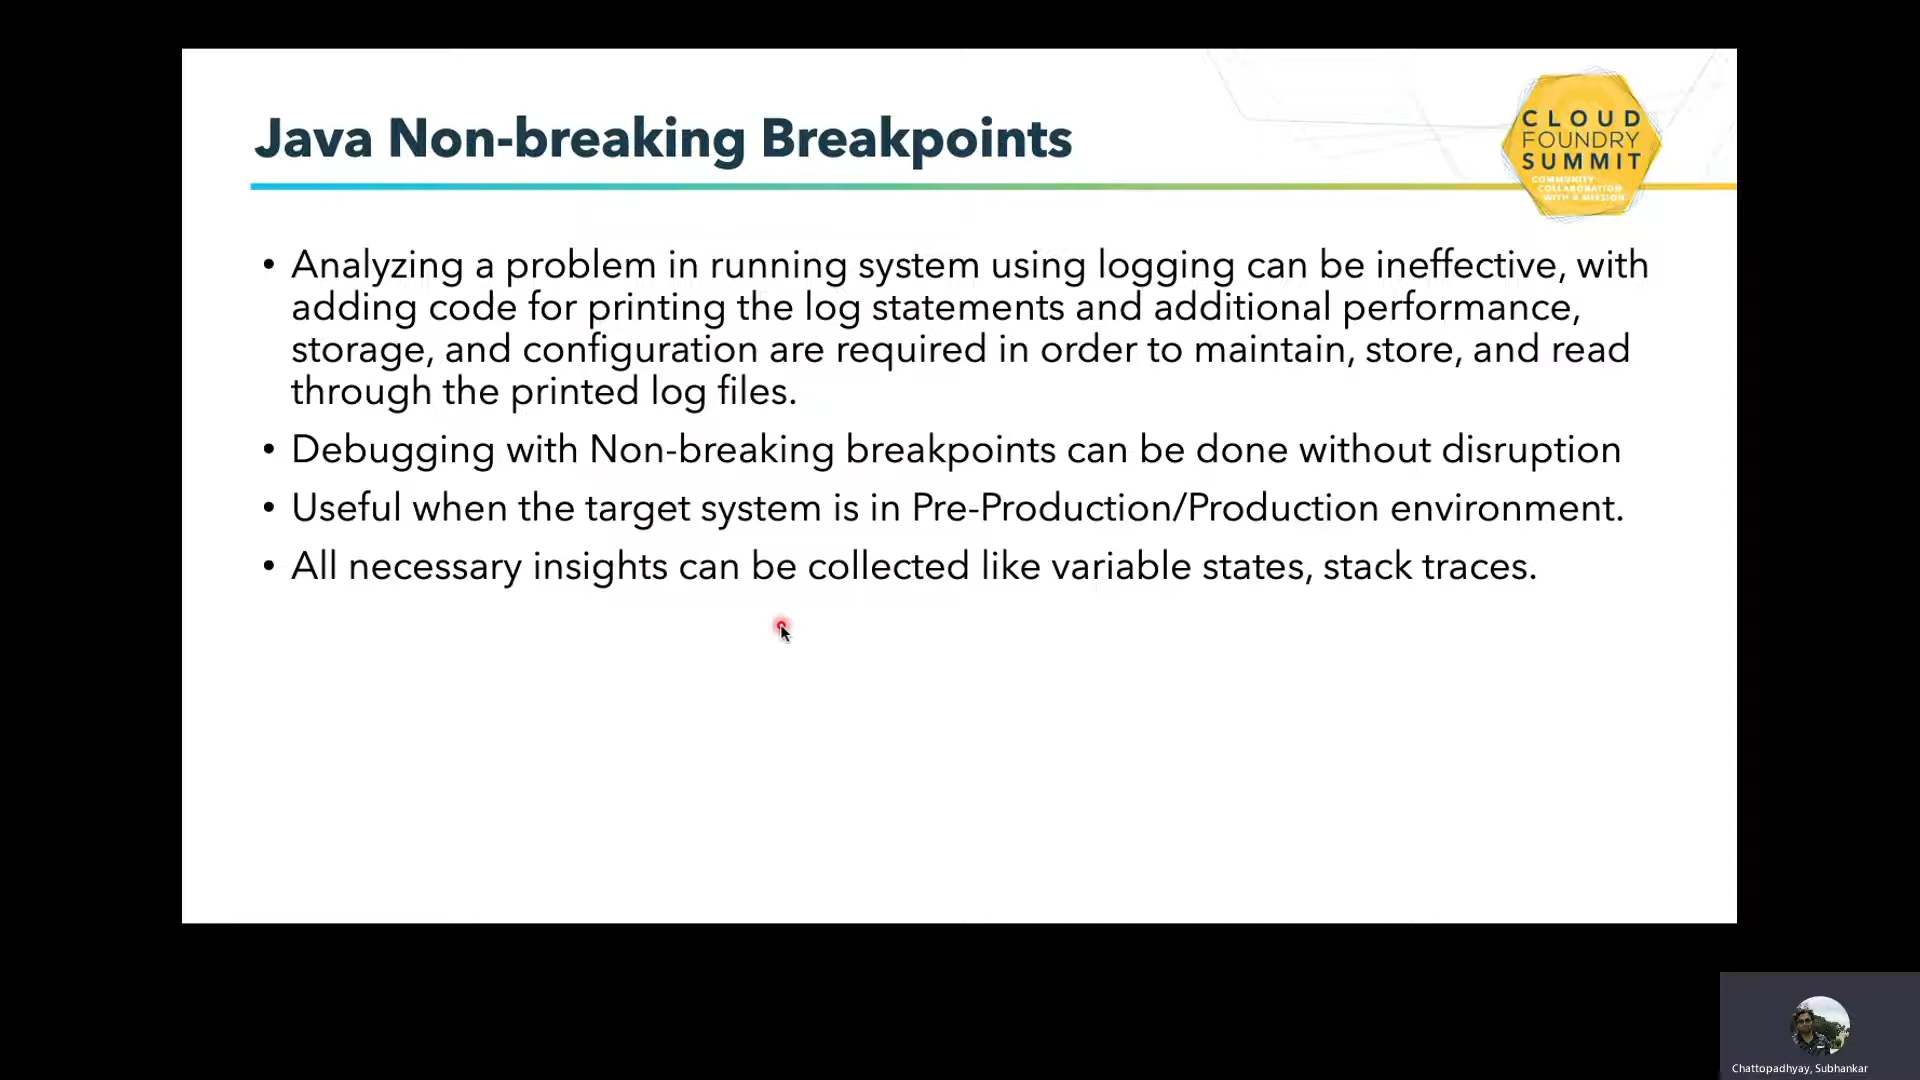 Java Non-breaking Breakpoints
CLOUD
FOUNDRY
SUMMIT
COMMUNITY
COLLABORATION
WITH A MISSION
• Analyzing a problem in running system using logging can be ineffective, with
adding code for printing the log statements and additional performance,
storage, and configuration are required in order to maintain, store, and read
through the printed log files.
• Debugging with Non-breaking breakpoints can be done without disruption
• Useful when the target system is in Pre-Production/Production environment.
• All necessary insights can be collected like variable states, stack traces.
Chattopadhyay, Subhankar